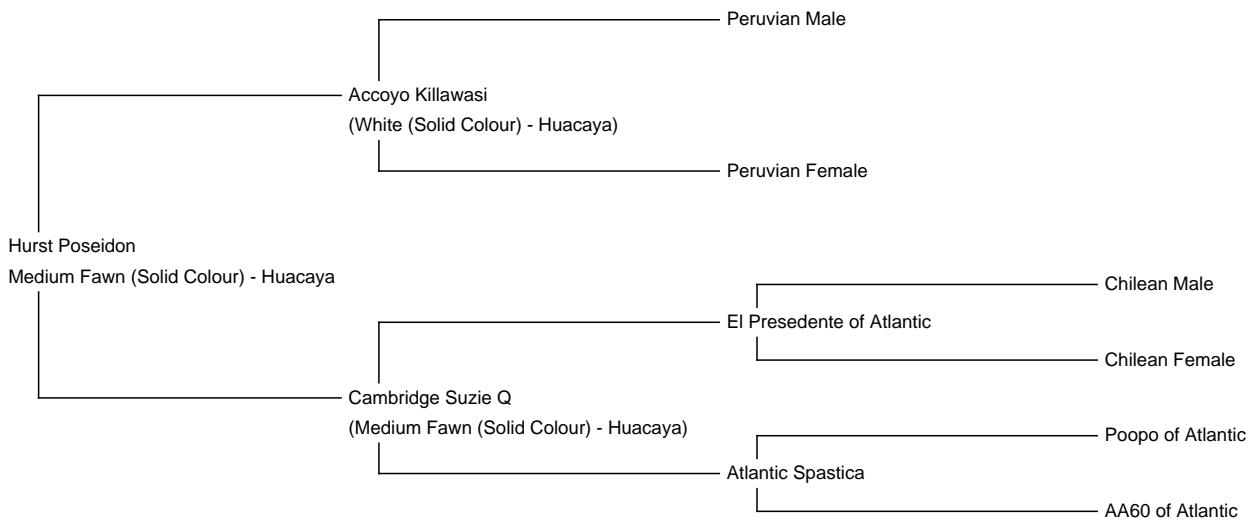 Peruvian Male
Accoyo Killawasi
(White (Solid Colour) - Huacaya)
Peruvian Female
Hurst Poseidon
Medium Fawn (Solid Colour) - Huacaya
Chilean Male
El Presedente of Atlantic
Chilean Female
Cambridge Suzie Q
(Medium Fawn (Solid Colour) - Huacaya)
Poopo of Atlantic
Atlantic Spastica
AA60 of Atlantic